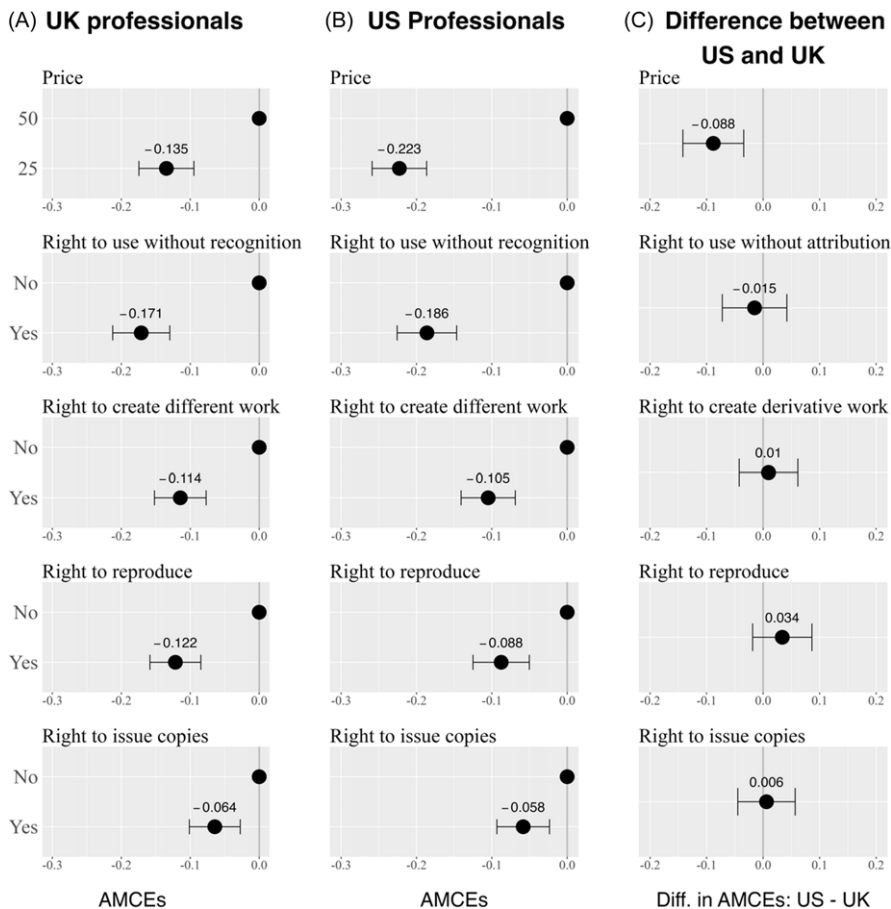 (A) UK professionals
(B) US Professionals
(C) Difference between
US and UK
Price
50
25
−0.135
-0.3 -0.2 -0.1 0.0
Price
−0.223
-0.3 -0.2 -0.1 0.0
Price
−0.088
-0.2 -0.1 0.0 0.1 0.2
Right to use without recognition
No
Yes
−0.171
-0.3 -0.2 -0.1 0.0
Right to use without recognition
−0.186
-0.3 -0.2 -0.1 0.0
Right to use without attribution
−0.015
-0.2 -0.1 0.0 0.1 0.2
Right to create different work
No
Yes
−0.114
-0.3 -0.2 -0.1 0.0
Right to create different work
−0.105
-0.3 -0.2 -0.1 0.0
Right to create derivative work
0.01
-0.2 -0.1 0.0 0.1 0.2
Right to reproduce
No
Yes
−0.122
-0.3 -0.2 -0.1 0.0
Right to reproduce
−0.088
-0.3 -0.2 -0.1 0.0
Right to reproduce
0.034
-0.2 -0.1 0.0 0.1 0.2
Right to issue copies
No
Yes
−0.064
-0.3 -0.2 -0.1 0.0
Right to issue copies
−0.058
-0.3 -0.2 -0.1 0.0
Right to issue copies
0.006
-0.2 -0.1 0.0 0.1 0.2
AMCEs
AMCEs
Diff. in AMCEs: US - UK